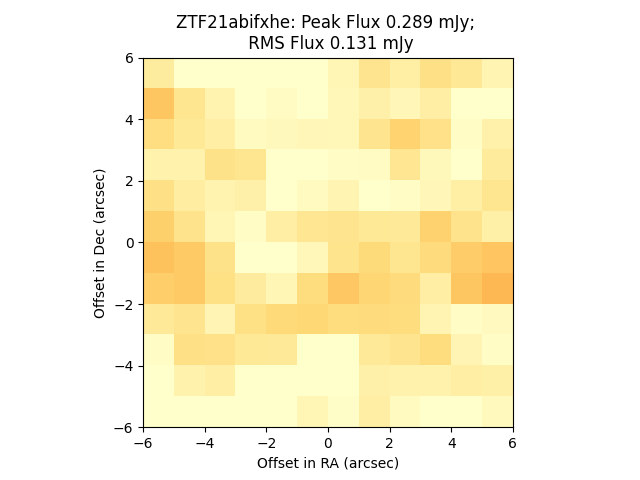 ZTF21abifxhe: Peak Flux 0.289 mJy;
RMS Flux 0.131 mJy
6
4
2
0
−2
−4
−6
Offset in Dec (arcsec)
−6 −4 −2 0 2 4 6
Offset in RA (arcsec)